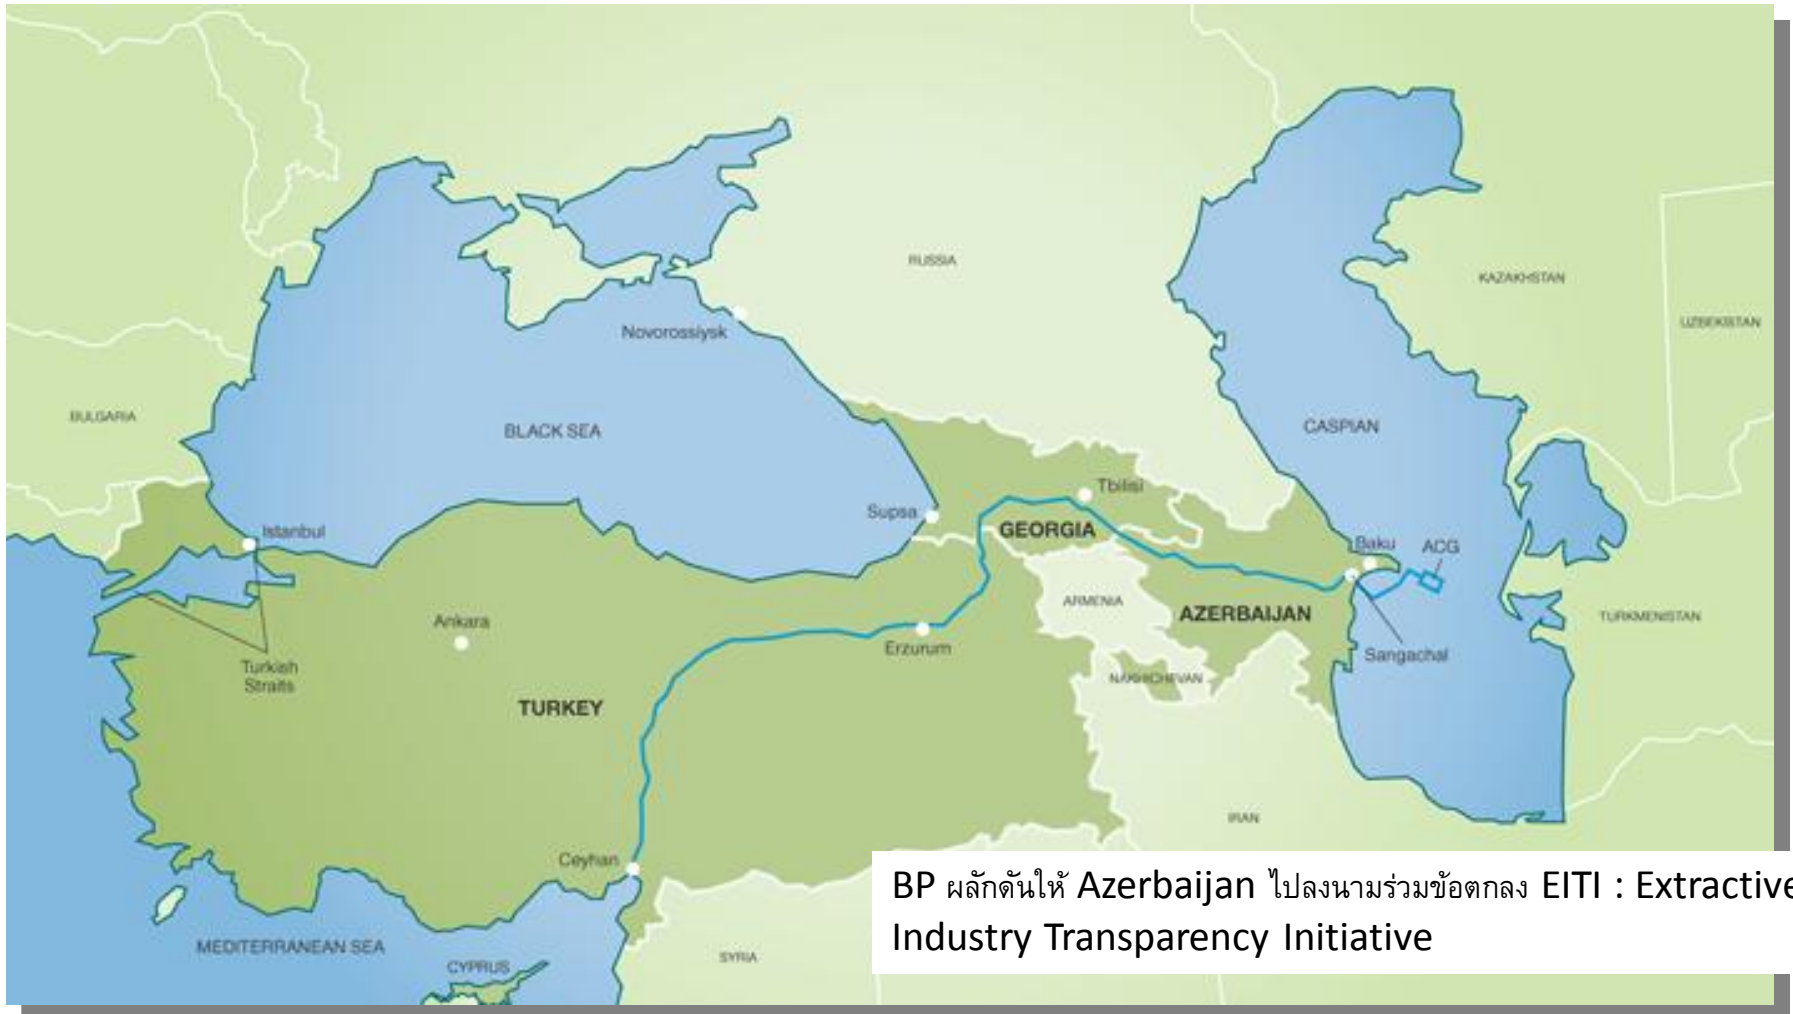 RUSSIA
KAZAKHSTAN
UZBEKISTAN
Novorossiysk
BULGARIA
BLACK SEA
CASPIAN
Tbilisi
Supsa
GEORGIA
Istanbul
Baku
ACG
ARMENIA
AZERBAIJAN
TURKMENISTAN
Ankara
Erzurum
Sangachal
Turkish
Straits
NAKHICHEVAN
TURKEY
IRAN
Ceyhan
BP ผลักดันให้ Azerbaijan ไปลงนามร่วมข้อตกลง EITI : Extractive
Industry Transparency Initiative
MEDITERRANEAN SEA
SYRIA
CYPRUS